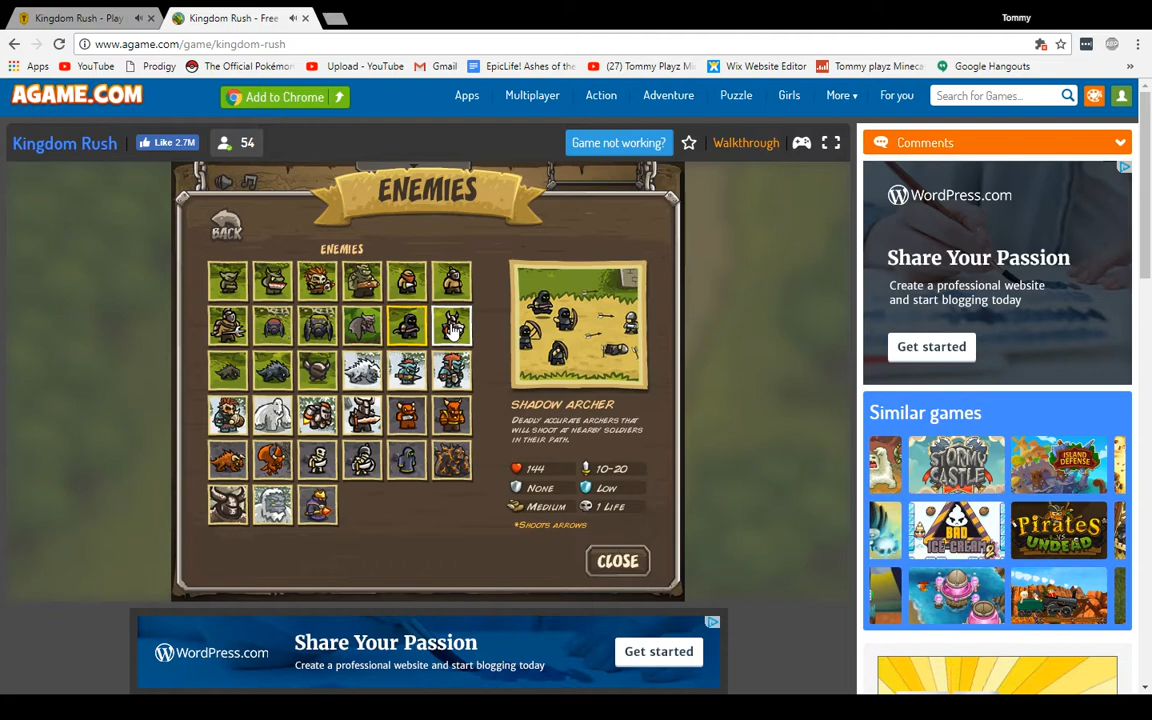 Kingdom Rush - Play
Kingdom Rush - Free
Tommy
www.agame.com/game/kingdom-rush
Apps
YouTube
Prodigy
The Official Pokémon
Upload - YouTube
Gmail
EpicLife! Ashes of the
(27) Tommy Playz Mi
Wix Website Editor
Tommy playz Minec
Google Hangouts
»
AGAME.COM
Add to Chrome
Apps
Multiplayer
Action
Adventure
Puzzle
Girls
More
For you
Search for Games...
Kingdom Rush
Like 2.7M
54
Game not working?
Walkthrough
Comments
ENEMIES
BACK
ENEMIES
SHADOW ARCHER
DEADLY ACCURATE ARCHERS THAT
WILL SHOOT AT NEARBY SOLDIERS
IN THEIR PATH.
144
10-20
NONE
LOW
MEDIUM
1 LIFE
*SHOOTS ARROWS
CLOSE
WordPress.com
Share Your Passion
Create a professional website
and start blogging today
Get started
Similar games
STORMY CASTLE
ISLAND DEFENSE
BAD ICE-CREAM 2
PIRATES VS UNDEAD
WordPress.com
Share Your Passion
Create a professional website and start blogging today
Get started